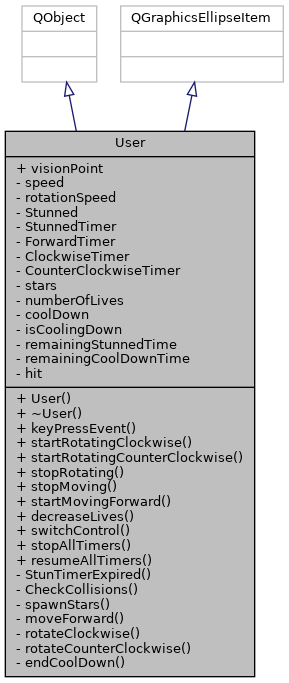 QObject
QGraphicsEllipseItem
User
+ visionPoint
- speed
- rotationSpeed
- Stunned
- StunnedTimer
- ForwardTimer
- ClockwiseTimer
- CounterClockwiseTimer
- stars
- numberOfLives
- coolDown
- isCoolingDown
- remainingStunnedTime
- remainingCoolDownTime
- hit
+ User()
+ ~User()
+ keyPressEvent()
+ startRotatingClockwise()
+ startRotatingCounterClockwise()
+ stopRotating()
+ stopMoving()
+ startMovingForward()
+ decreaseLives()
+ switchControl()
+ stopAllTimers()
+ resumeAllTimers()
- StunTimerExpired()
- CheckCollisions()
- spawnStars()
- moveForward()
- rotateClockwise()
- rotateCounterClockwise()
- endCoolDown()